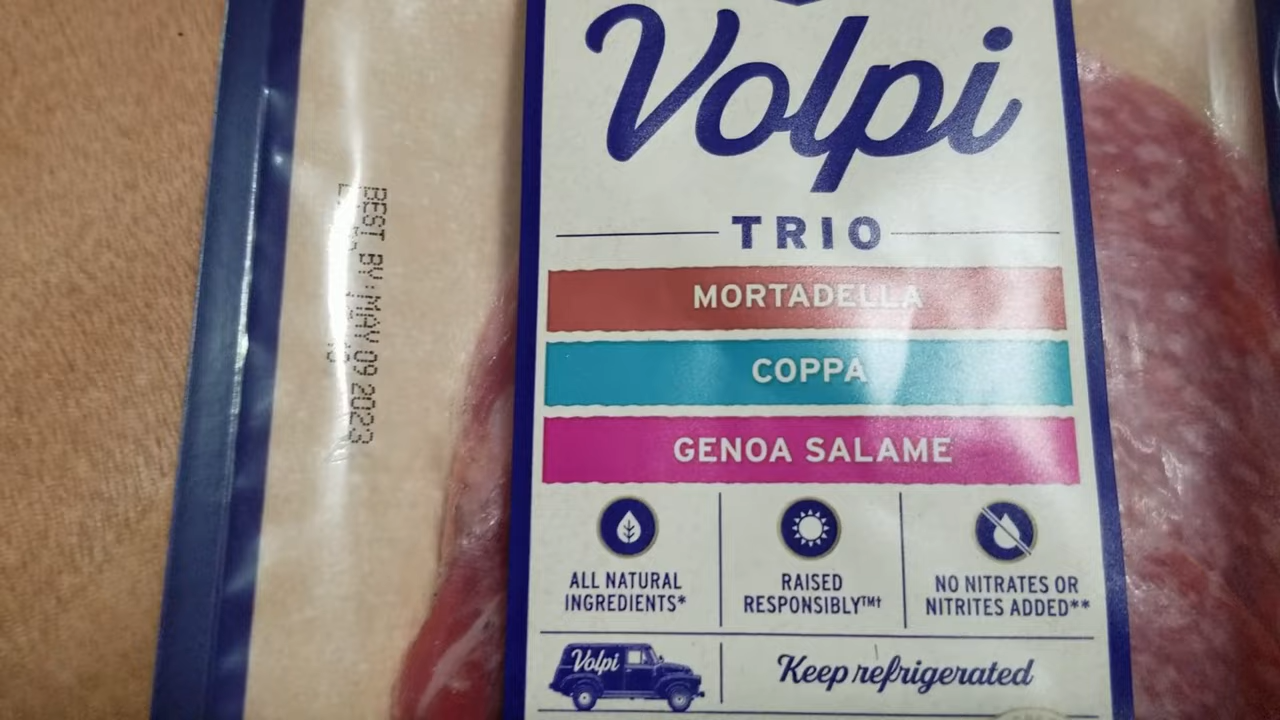 Volpi
TRIO
MORTADELLA
COPPA
GENOA SALAME
ALL NATURAL
INGREDIENTS*
RAISED
RESPONSIBLY™†
NO NITRATES OR
NITRITES ADDED**
Volpi
Keep refrigerated
BEST BY: MAY 09 2023